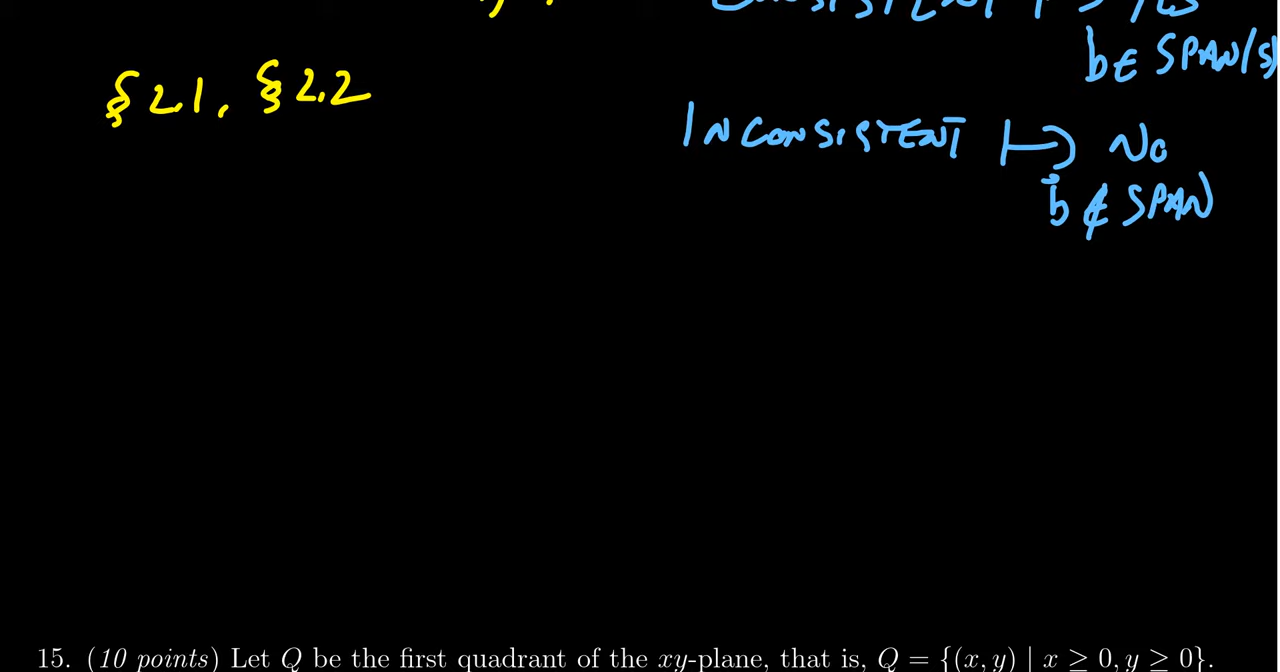 b ∈ SPAN(S)
§ 2.1, § 2.2
INCONSISTENT ↦ NO
b⃗ ∉ SPAN
15. (10 points) Let Q be the first quadrant of the xy-plane, that is, Q = {(x, y) | x ≥ 0, y ≥ 0}.